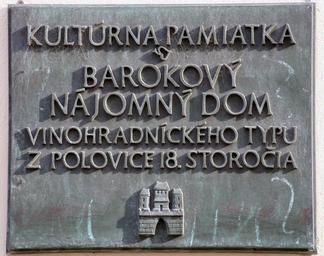 KULTÚRNA PAMIATKA
BAROKOVÝ
NÁJOMNÝ DOM
VINOHRADNÍCKEHO TYPU
Z POLOVICE 18. STOROČIA